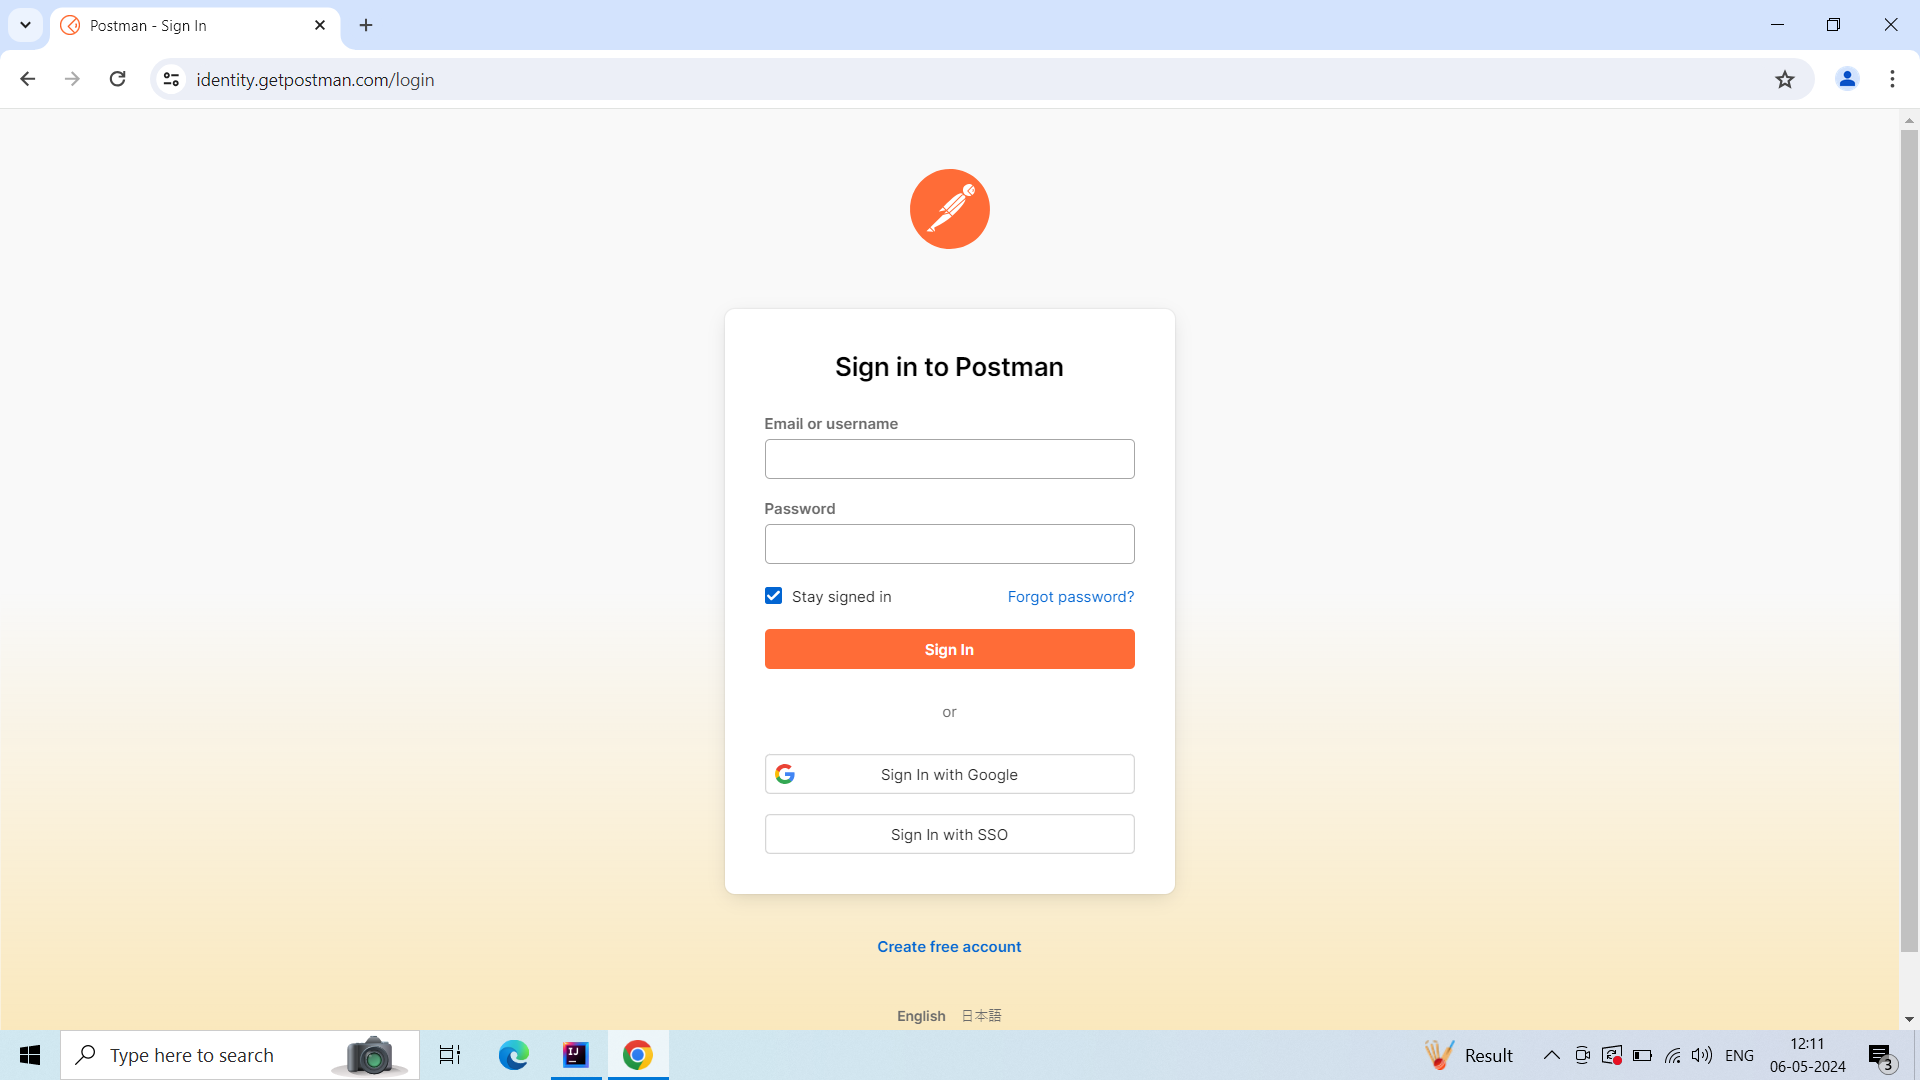 Postman - Sign In
identity.getpostman.com/login
Sign in to Postman
Email or username
Password
Stay signed in
Forgot password?
Sign In
or
Sign In with Google
Sign In with SSO
Create free account
English 日本語
Type here to search
IJ
Result
ENG
12:11
06-05-2024
3